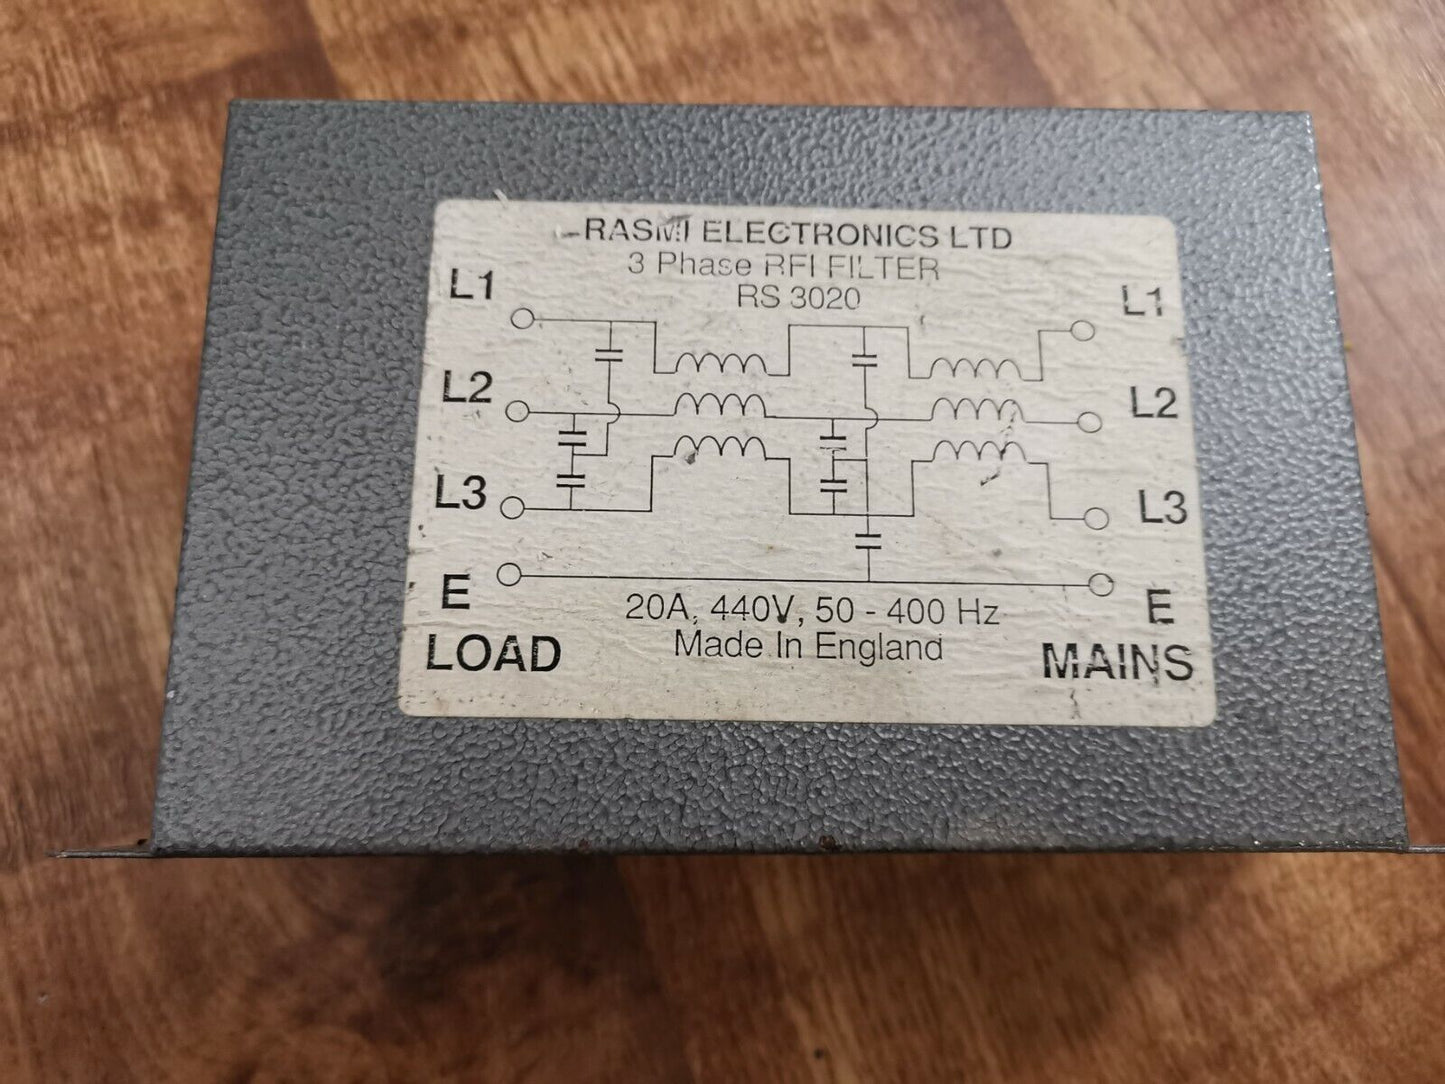 RASMI ELECTRONICS LTD
3 Phase RFI FILTER
RS 3020
L1
L1
L2
L2
L3
L3
E
E
20A, 440V, 50 - 400 Hz
Made In England
LOAD
MAINS